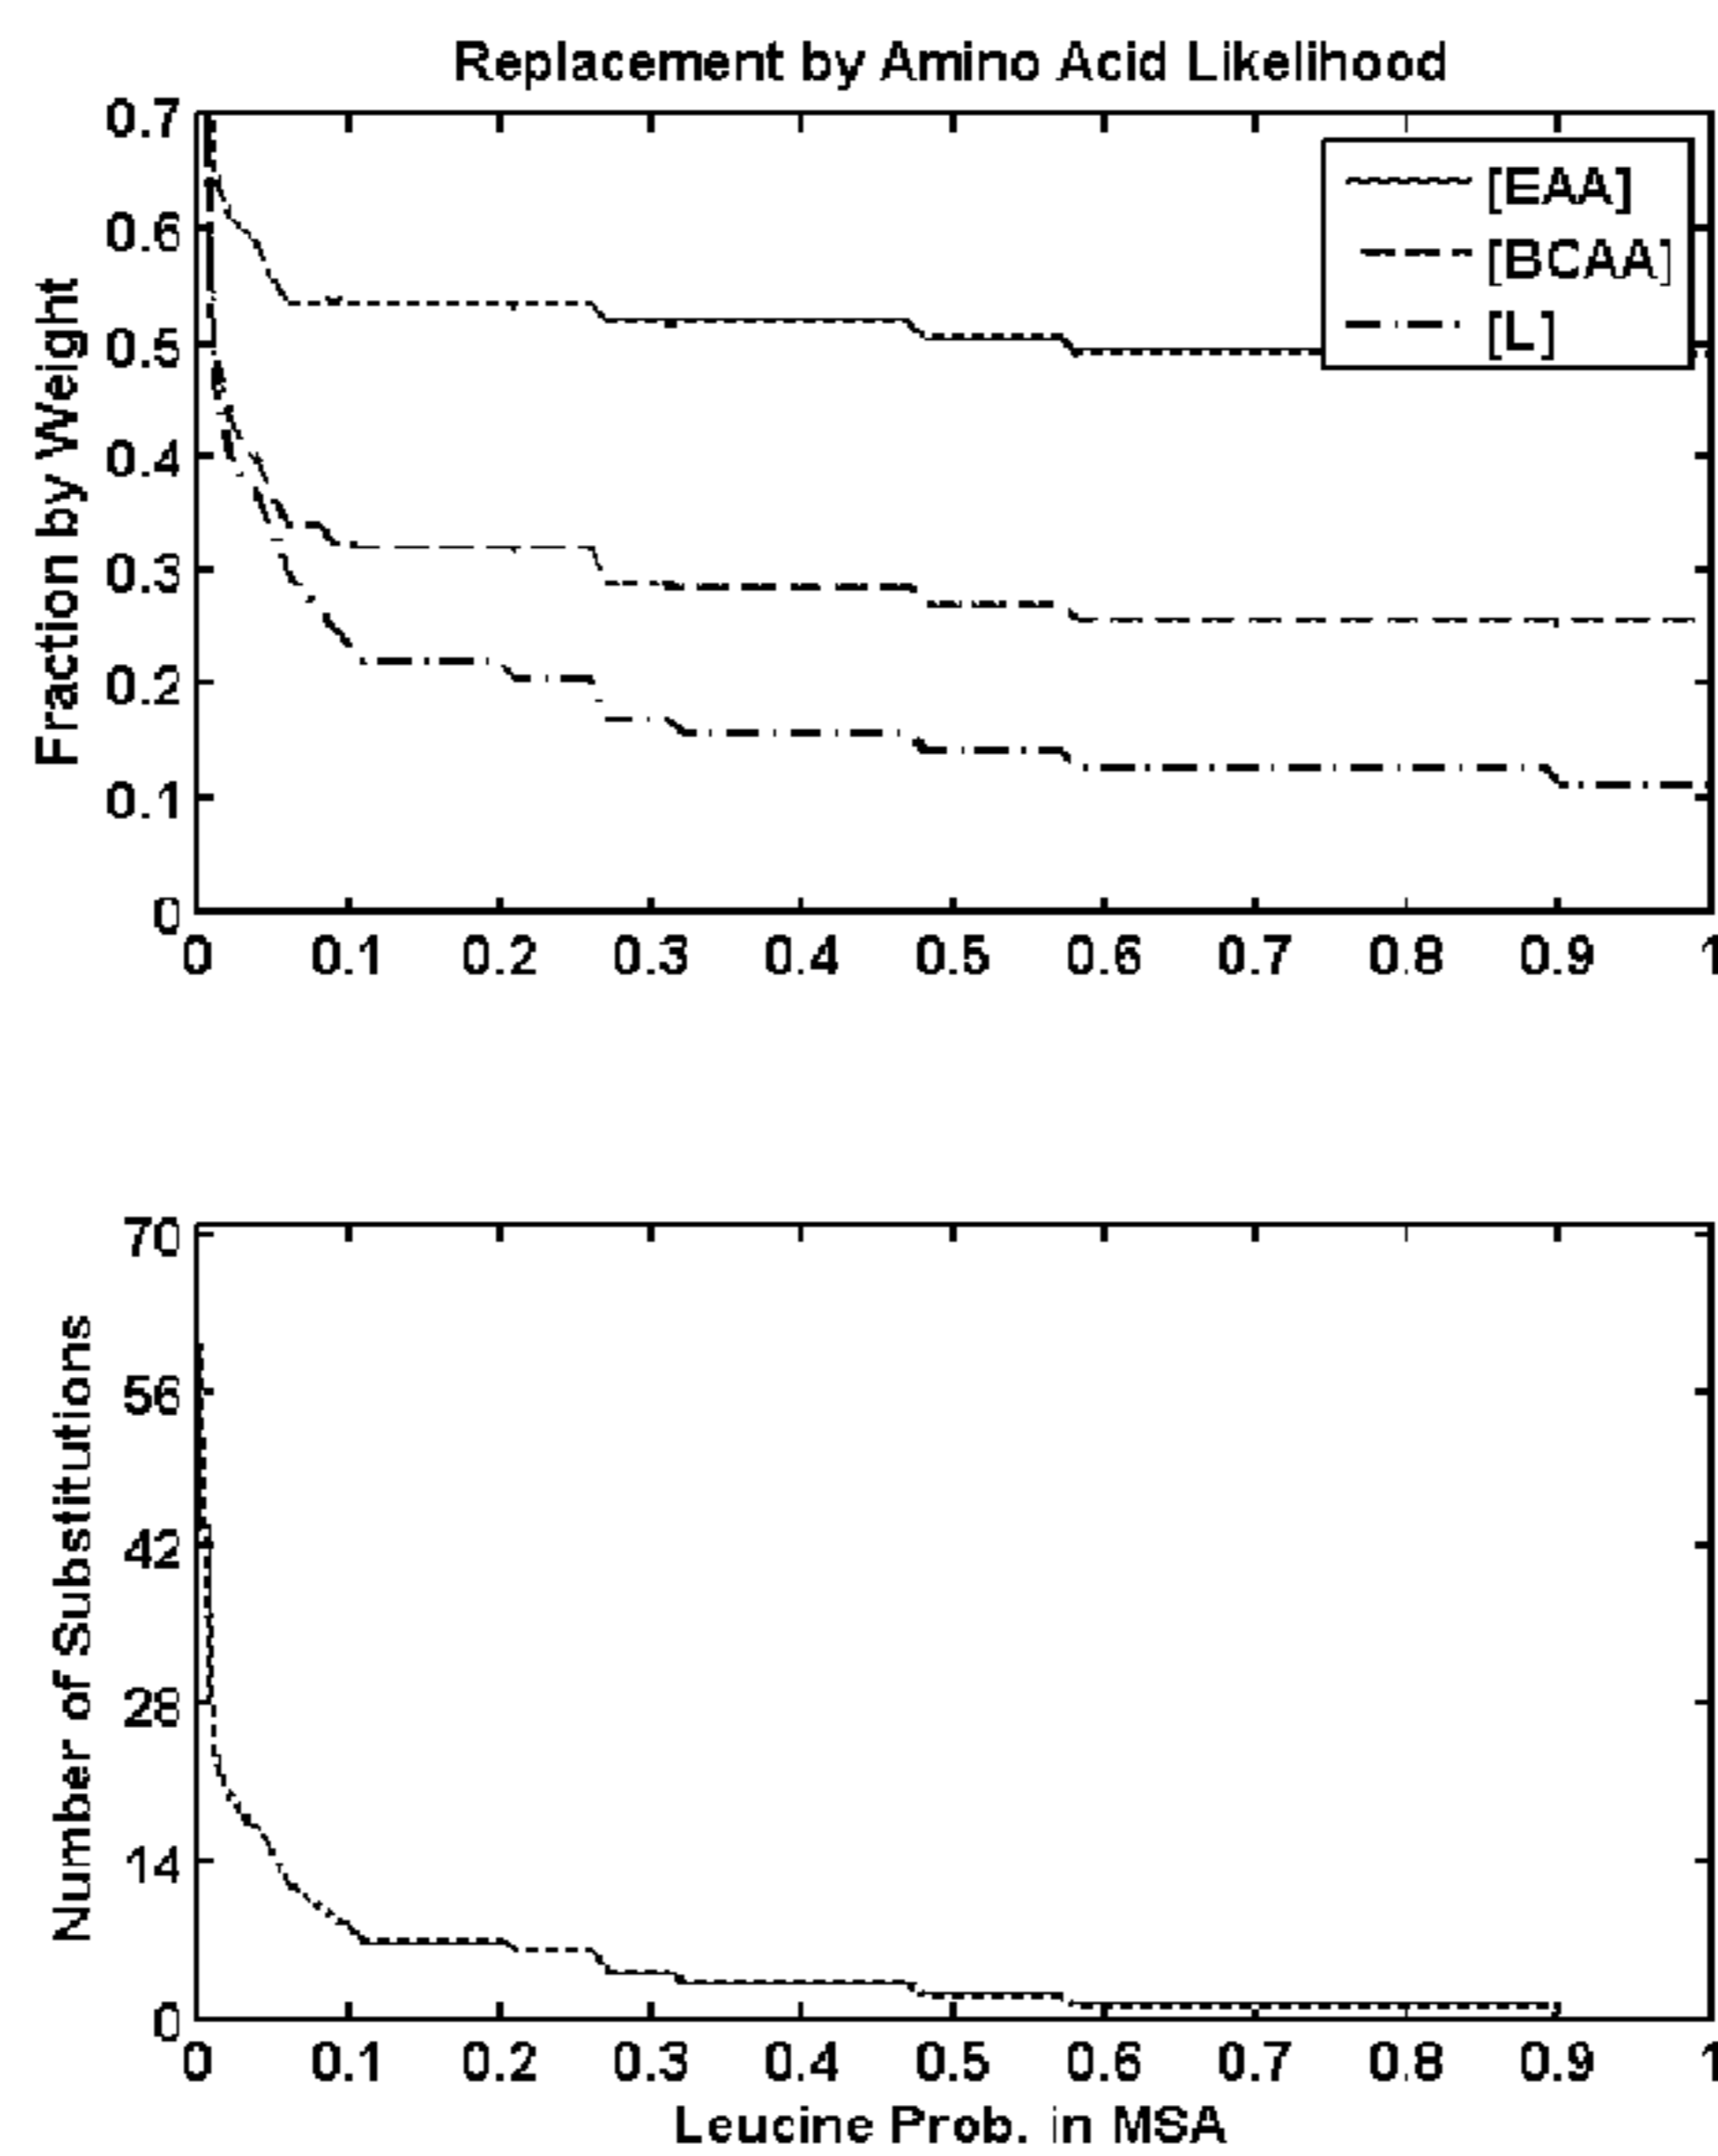 Replacement by Amino Acid Likelihood
Fraction by Weight
0.7
0.6
0.5
0.4
0.3
0.2
0.1
0
[EAA]
[BCAA]
[L]
0 0.1 0.2 0.3 0.4 0.5 0.6 0.7 0.8 0.9 1
Number of Substitutions
70
56
42
28
14
0
0 0.1 0.2 0.3 0.4 0.5 0.6 0.7 0.8 0.9 1
Leucine Prob. in MSA